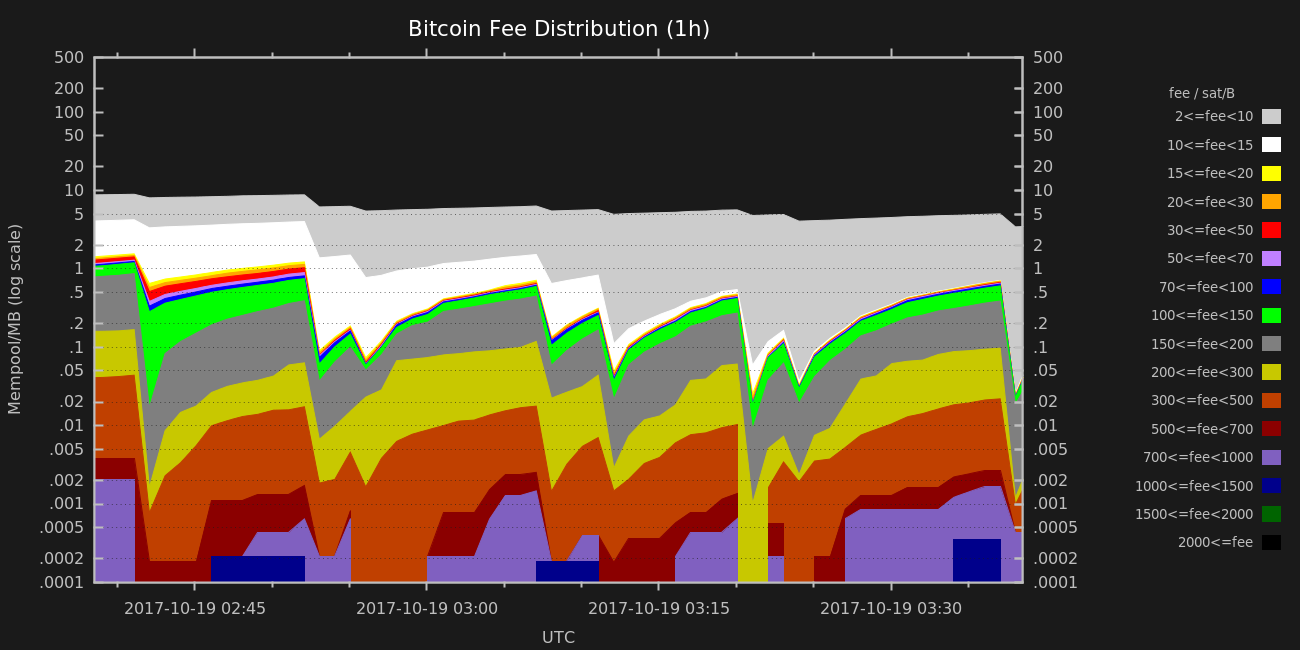 Bitcoin Fee Distribution (1h)
Mempool/MB (log scale)
500
200
100
50
20
10
5
2
1
.5
.2
.1
.05
.02
.01
.005
.002
.001
.0005
.0002
.0001
500
200
100
50
20
10
5
2
1
.5
.2
.1
.05
.02
.01
.005
.002
.001
.0005
.0002
.0001
fee / sat/B
2<=fee<10
10<=fee<15
15<=fee<20
20<=fee<30
30<=fee<50
50<=fee<70
70<=fee<100
100<=fee<150
150<=fee<200
200<=fee<300
300<=fee<500
500<=fee<700
700<=fee<1000
1000<=fee<1500
1500<=fee<2000
2000<=fee
2017-10-19 02:45
2017-10-19 03:00
2017-10-19 03:15
2017-10-19 03:30
UTC